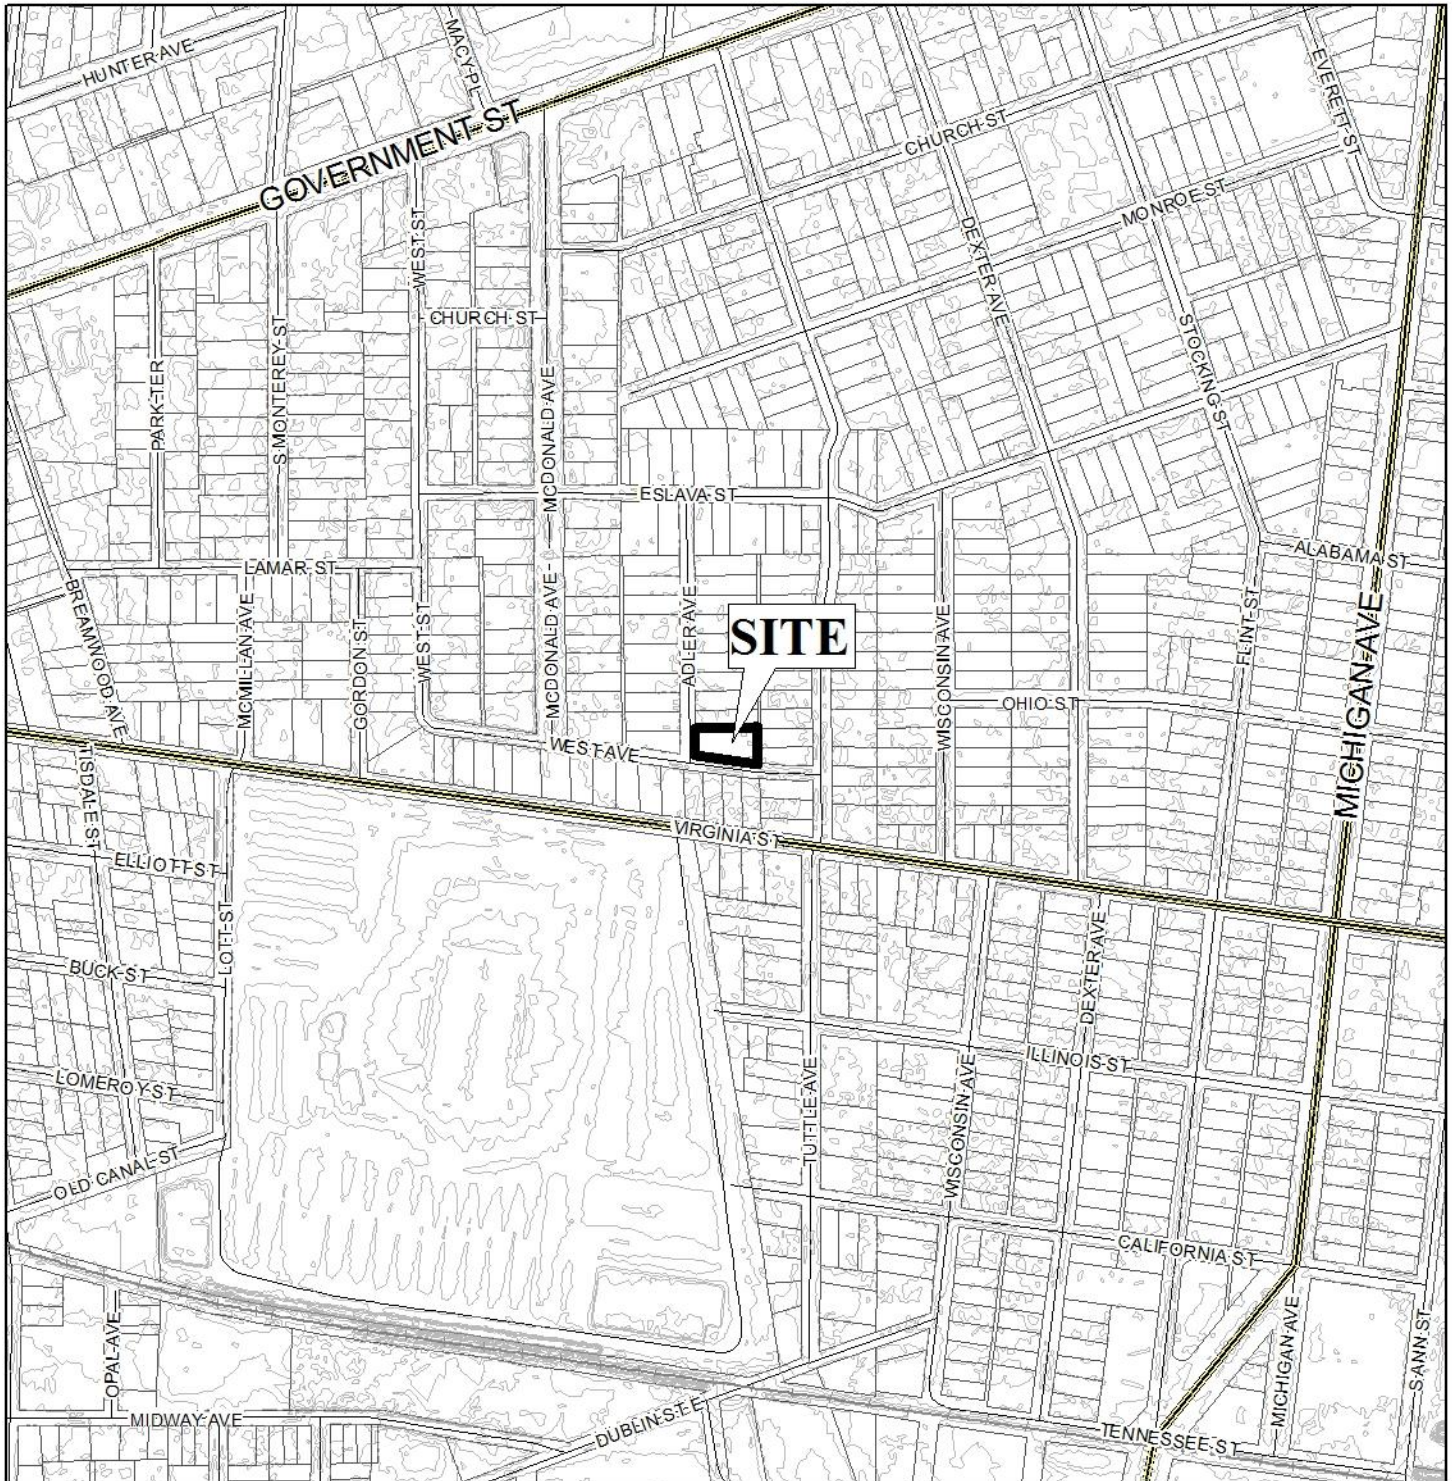 HUNTER AVE
MACY PL
EVERETT ST
GOVERNMENT ST
CHURCH ST
MONROE ST
WEST ST
DEXTER AVE
CHURCH ST
S MONTEREY ST
STOCKING ST
PARK TER
MCDONALD AVE
ESLAVA ST
ALABAMA ST
LAMAR ST
BREAMWOOD AVE
MCMILLAN AVE
GORDON ST
WEST ST
MCDONALD AVE
ADLER AVE
SITE
WISCONSIN AVE
FLINT ST
MICHIGAN AVE
OHIO ST
WEST AVE
TISDALE ST
VIRGINIA ST
ELLIOTT ST
LOTT ST
DEXTER AVE
BUCK ST
ILLINOIS ST
LOMEROY ST
TUTTLE AVE
WISCONSIN AVE
OLD CANAL ST
CALIFORNIA ST
OPAL AVE
MICHIGAN AVE
S ANN ST
MIDWAY AVE
DUBLIN ST E
TENNESSEE ST